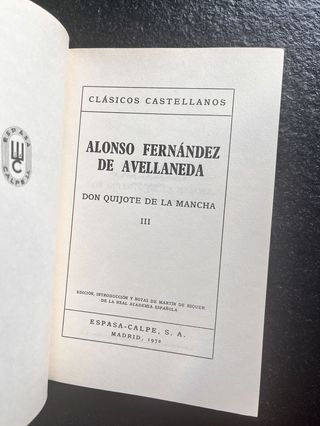 CLÁSICOS CASTELLANOS
ALONSO FERNÁNDEZ
DE AVELLANEDA
DON QUIJOTE DE LA MANCHA
III
EDICIÓN, INTRODUCCIÓN Y NOTAS DE MARTÍN DE RIQUER
DE LA REAL ACADEMIA ESPAÑOLA
ESPASA-CALPE, S. A.
MADRID, 1972
ESPASA
CALPE